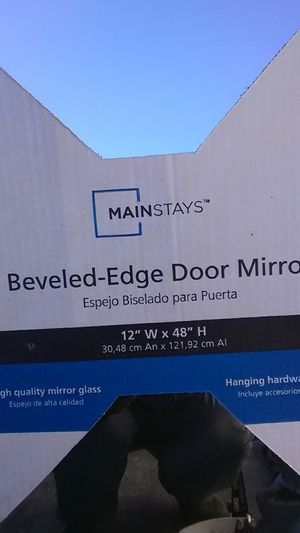 MAINSTAYS™
Beveled-Edge Door Mirro
Espejo Biselado para Puerta
12" W x 48" H
30,48 cm An x 121,92 cm Al
gh quality mirror glass
Espejo de alta calidad
Hanging hardwa
Incluye accesorios